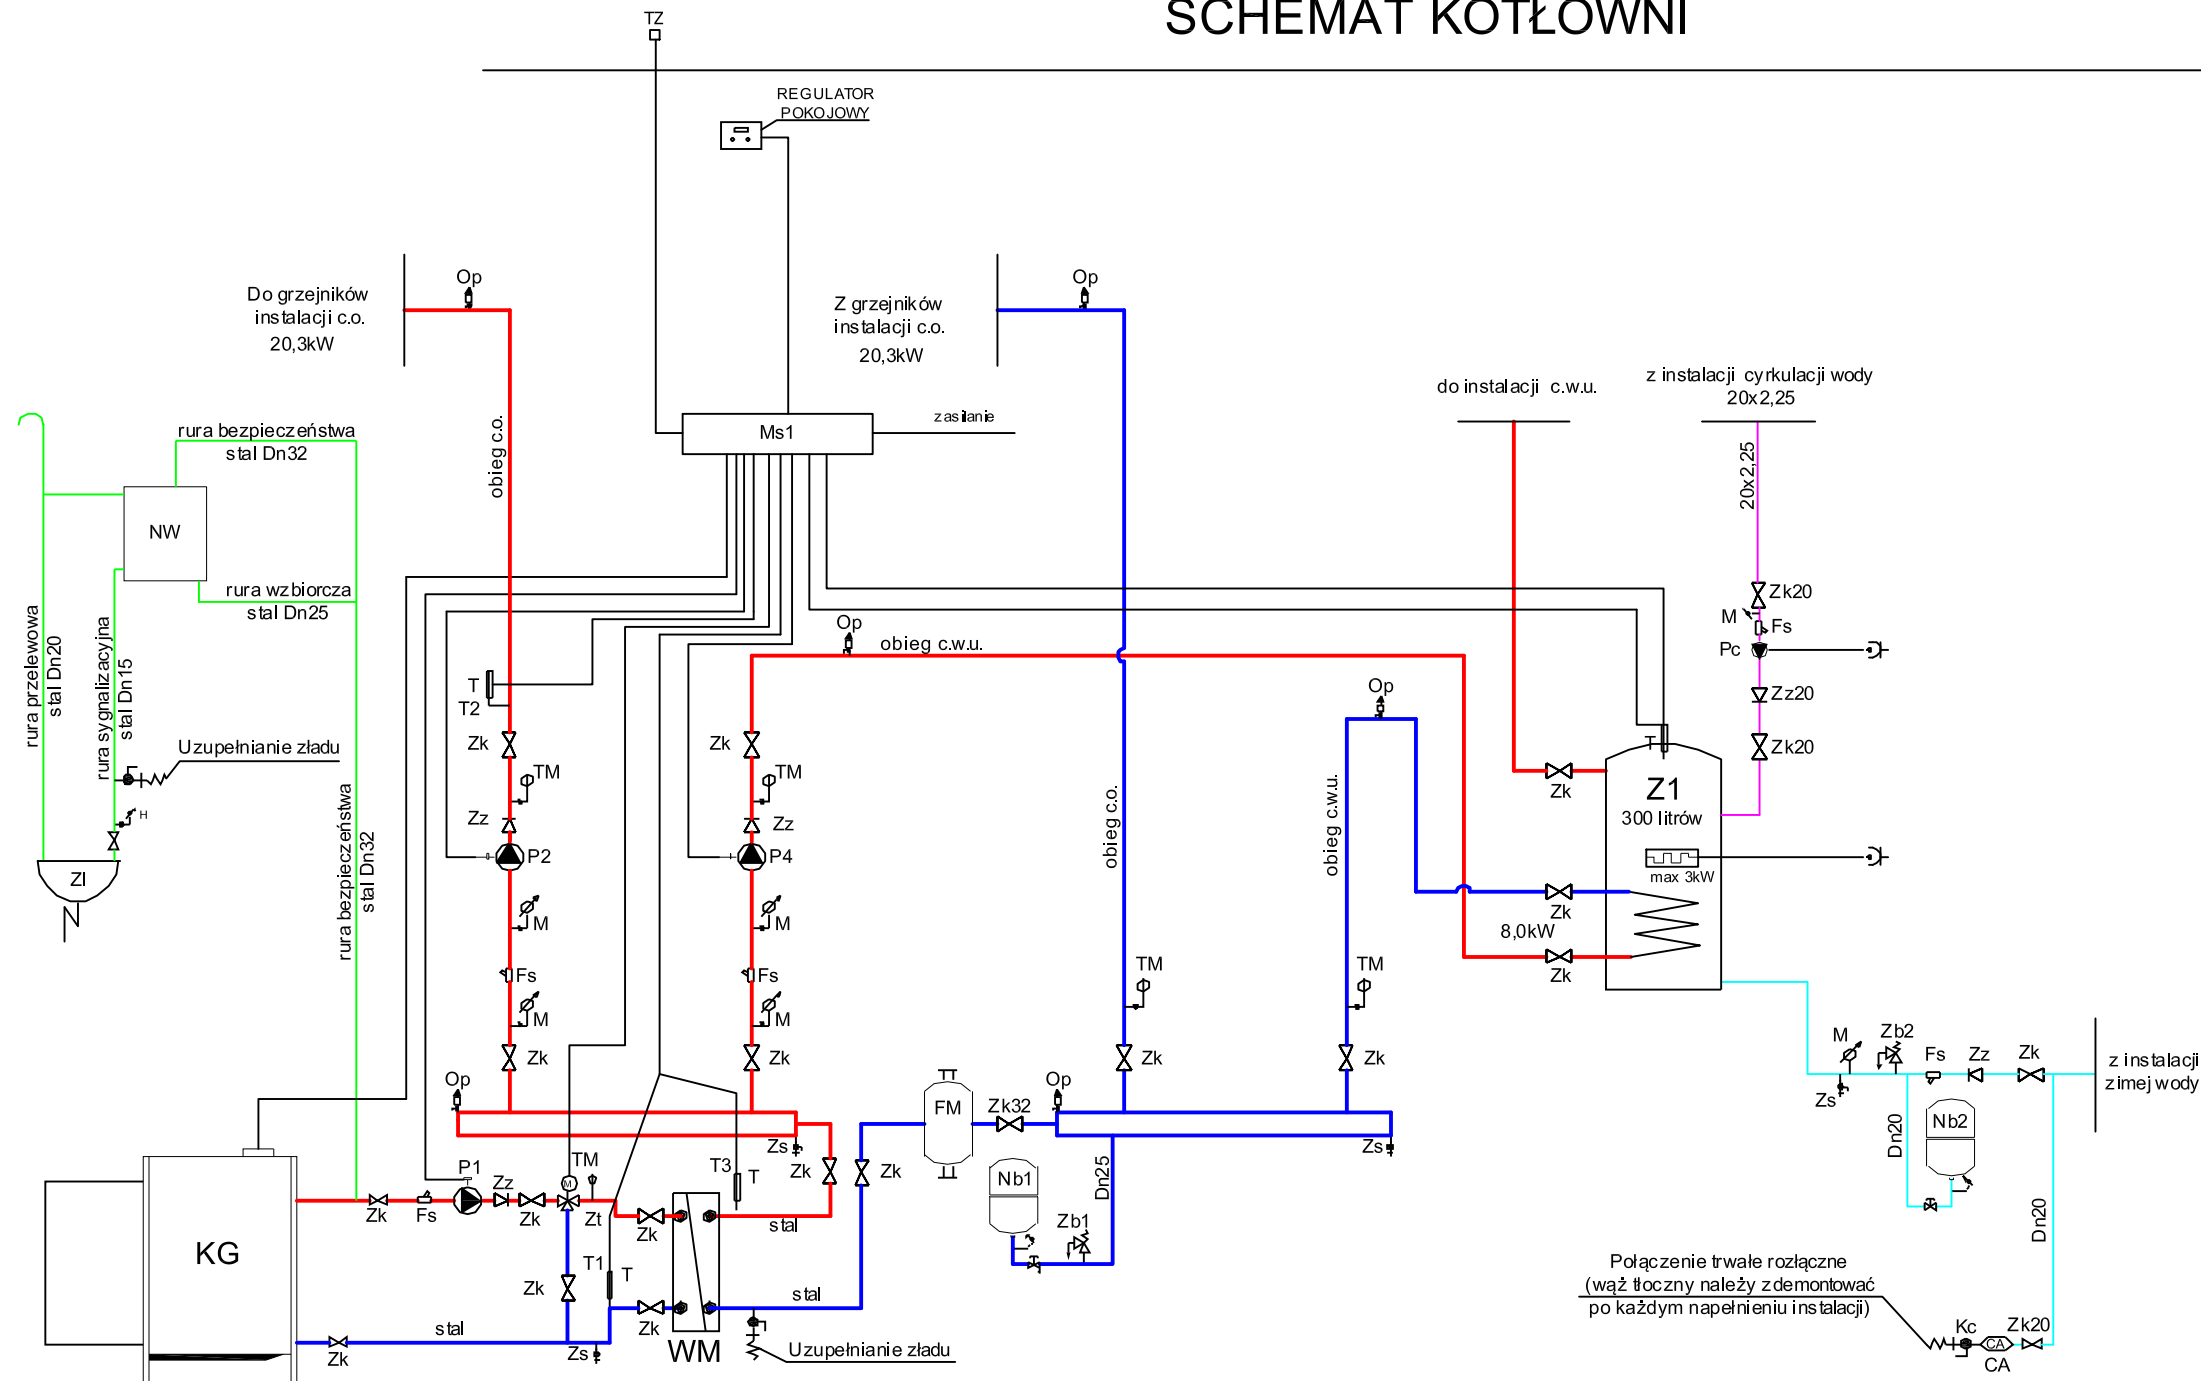 SCHEMAT KOTŁOWNI
TZ
REGULATOR
POKOJOWY
Op
Do grzejników
instalacji c.o.
20,3kW
Op
Z grzejników
instalacji c.o.
20,3kW
do instalacji c.w.u.
z instalacji cyrkulacji wody
20x2,25
Ms1
zasilanie
rura bezpieczeństwa
stal Dn32
obieg c.o.
20x2,25
NW
rura wzbiorcza
stal Dn25
Zk20
M
Fs
Pc
Op
obieg c.w.u.
rura przelewowa
stal Dn20
rura sygnalizacyjna
stal Dn15
T
T2
Op
Zz20
Zk
Zk
Zk20
T
Uzupełnianie zładu
TM
TM
Z1
300 litrów
Zk
H
Zz
Zz
P2
P4
obieg c.o.
obieg c.w.u.
rura bezpieczeństwa
stal Dn32
ZI
max 3kW
M
M
Zk
8,0kW
Fs
Fs
TM
TM
Zk
M
M
Zk
Zk
Zk
Zk
M
Zb2
Fs
Zz
Zk
z instalacji
zimej wody
Op
Op
FM
Zk32
Zs
Nb2
Dn20
Zs
Zs
P1
Zz
TM
T3
T
Zk
Zk
Nb1
Dn25
M
Zk
Fs
Zk
Zt
Zk
stal
Zb1
Dn20
KG
Zk
T1
T
stal
Połączenie trwałe rozłączne
(wąż tłoczny należy zdemontować
po każdym napełnieniu instalacji)
stal
Zk
Zk
Zs
WM
Uzupełnianie zładu
Kc
Zk20
CA
CA